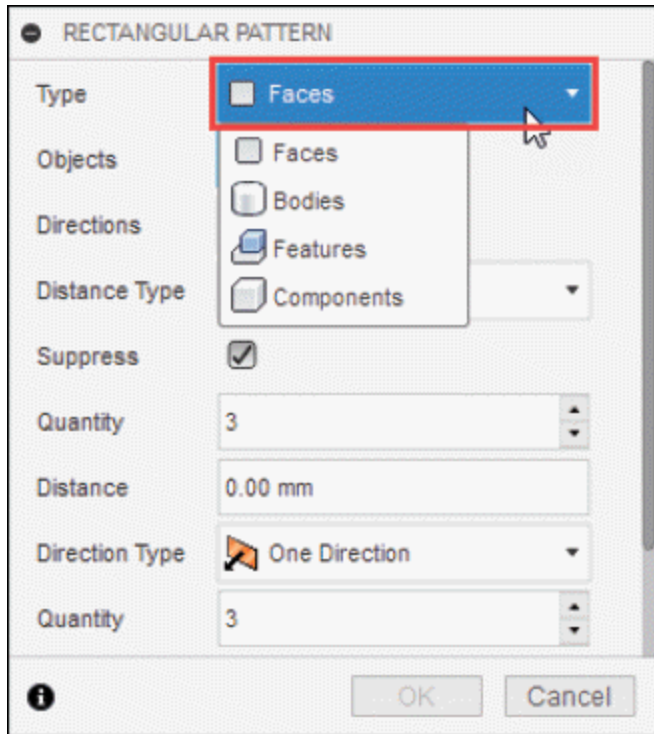 RECTANGULAR PATTERN
Type Faces
Faces
Objects
Bodies
Directions
Features
Distance Type
Components
Suppress
Quantity 3
Distance 0.00 mm
Direction Type One Direction
Quantity 3
OK Cancel